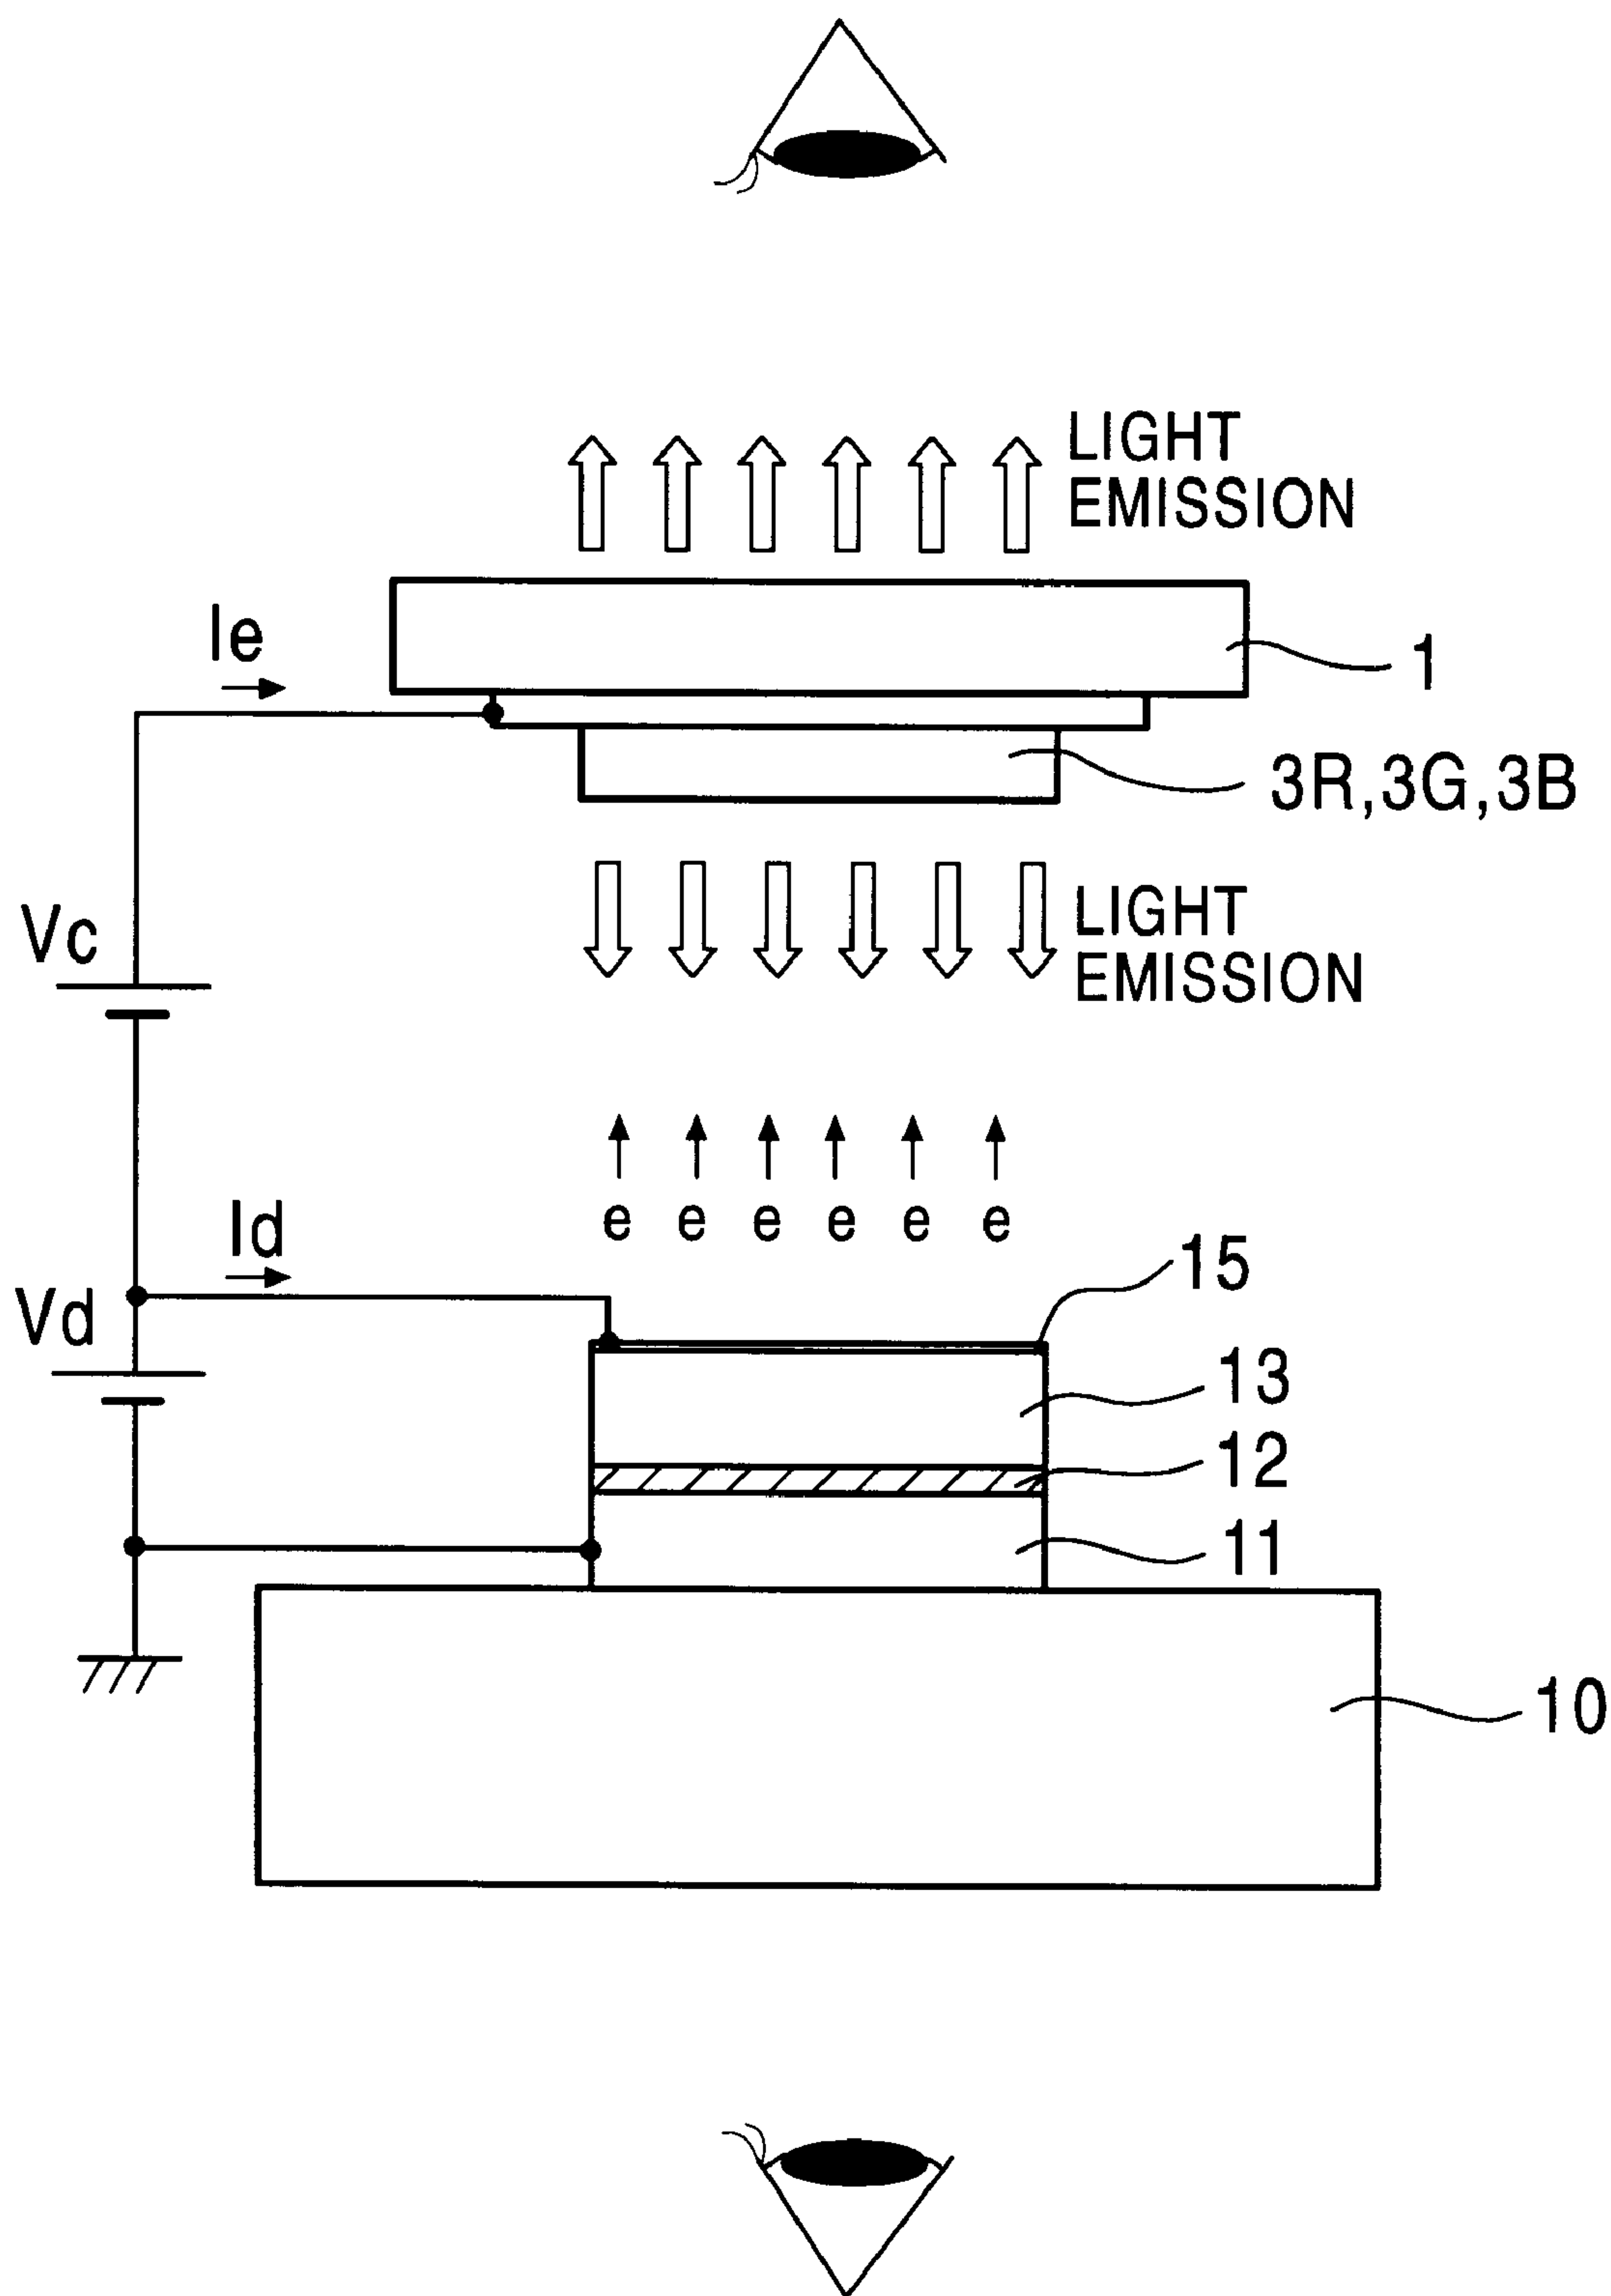 LIGHT
EMISSION
Ie
1
3R,3G,3B
LIGHT
EMISSION
Vc
e e e e e e
Id
15
Vd
13
12
11
10